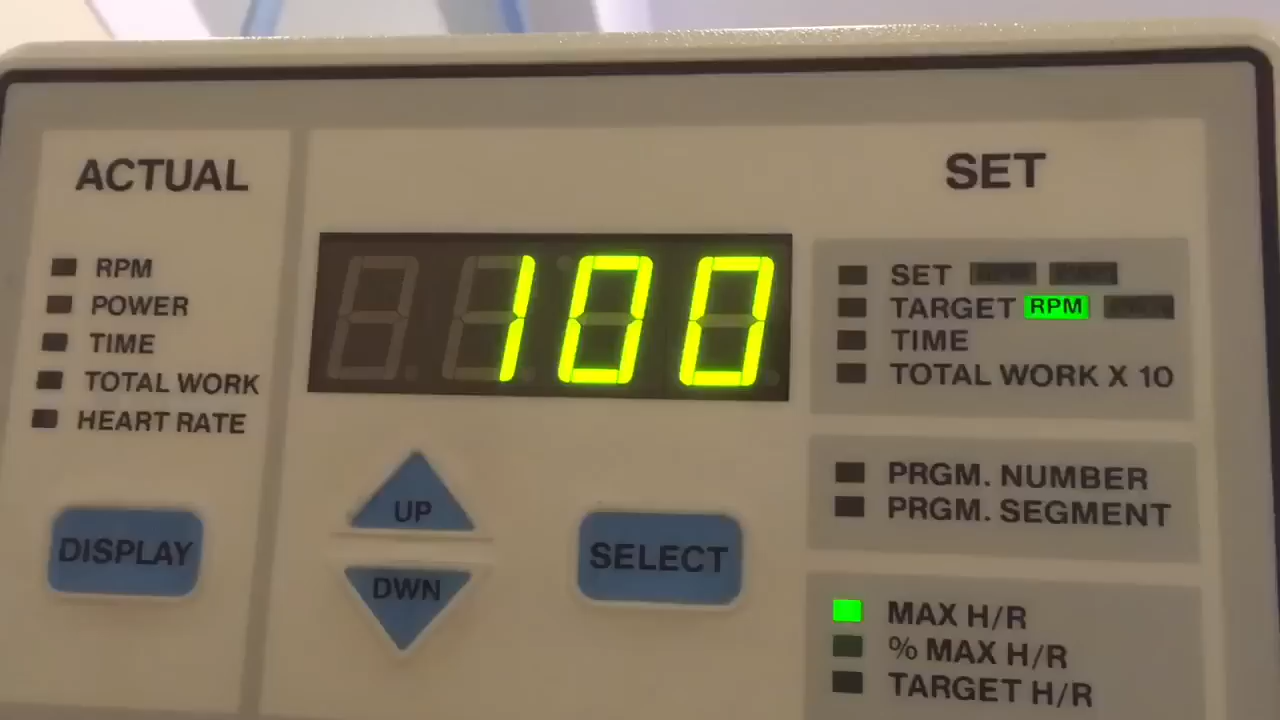 ACTUAL
RPM
POWER
TIME
TOTAL WORK
HEART RATE
DISPLAY
100
UP
DWN
SELECT
SET
SET
TARGET RPM
TIME
TOTAL WORK X 10
PRGM. NUMBER
PRGM. SEGMENT
MAX H/R
% MAX H/R
TARGET H/R